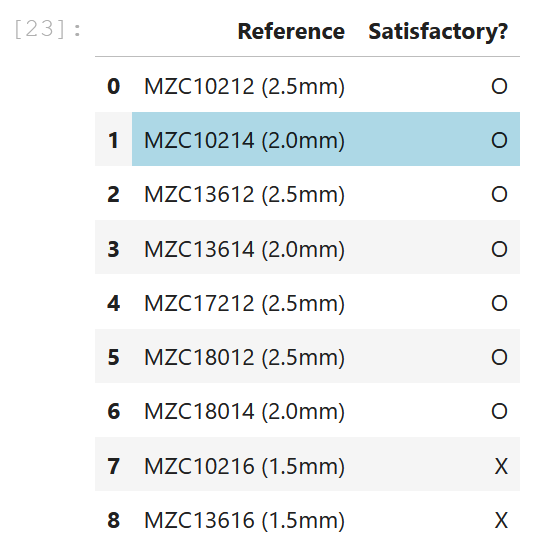 [23]:
Reference Satisfactory?
0 MZC10212 (2.5mm) O
1 MZC10214 (2.0mm) O
2 MZC13612 (2.5mm) O
3 MZC13614 (2.0mm) O
4 MZC17212 (2.5mm) O
5 MZC18012 (2.5mm) O
6 MZC18014 (2.0mm) O
7 MZC10216 (1.5mm) X
8 MZC13616 (1.5mm) X